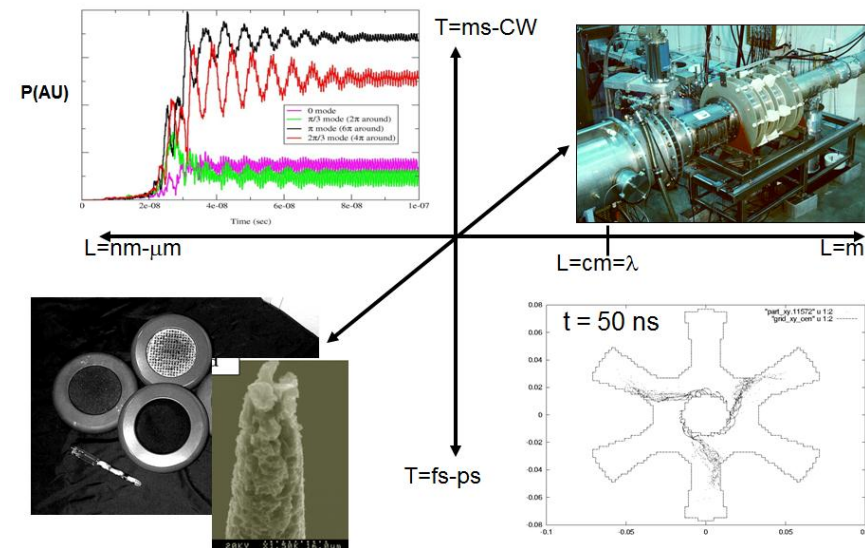 P(AU)
0 mode
π/3 mode (2π around)
π mode (6π around)
2π/3 mode (4π around)
0
2e-08
4e-08
6e-08
8e-08
1e-07
Time (sec)
T=ms-CW
L=nm-μm
L=cm=λ
L=m
T=fs-ps
t = 50 ns
"part_xy.11572" u 1:2
"grid_xy_cen" u 1:2
0.08
0.06
0.04
0.02
0
-0.02
-0.04
-0.06
-0.08
-0.1
-0.05
0
0.05
20KV